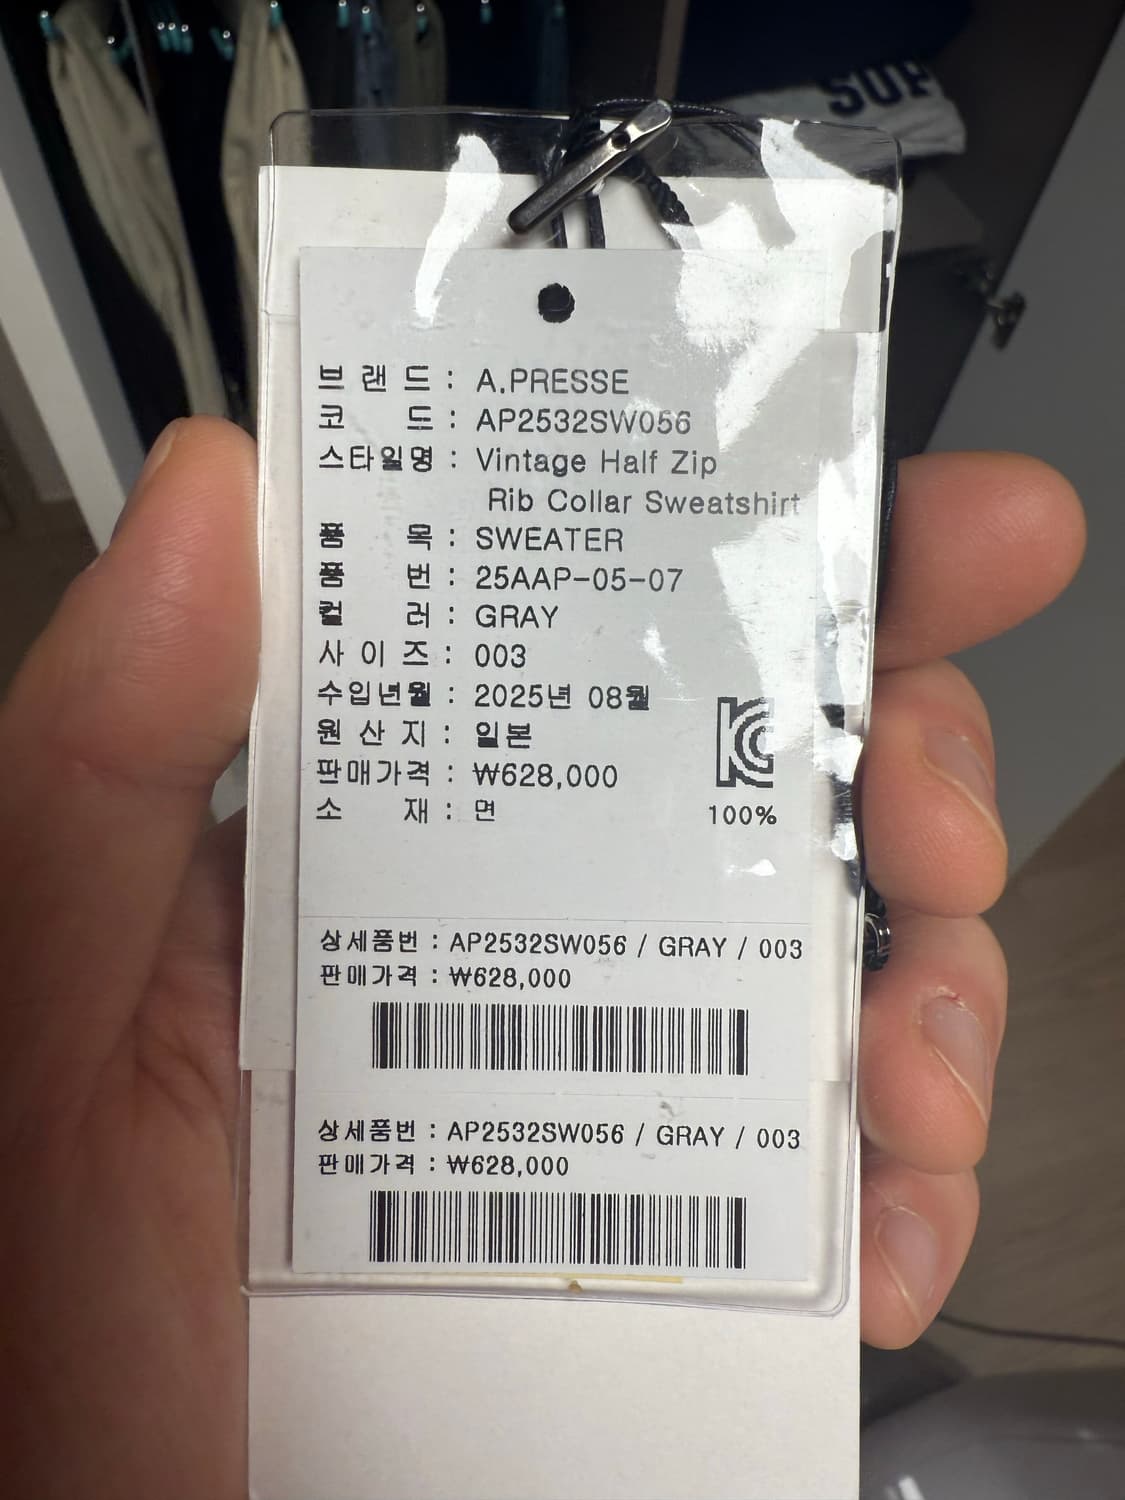 SUP
브랜드 : A.PRESSE
코드 : AP2532SW056
스타일명 : Vintage Half Zip
Rib Collar Sweatshirt
품목 : SWEATER
품번 : 25AAP-05-07
컬러 : GRAY
사이즈 : 003
수입년월 : 2025년 08월
원산지 : 일본
판매가격 : ₩628,000
소재 : 면 100%
상세품번 : AP2532SW056 / GRAY / 003
판매가격 : ₩628,000
상세품번 : AP2532SW056 / GRAY / 003
판매가격 : ₩628,000